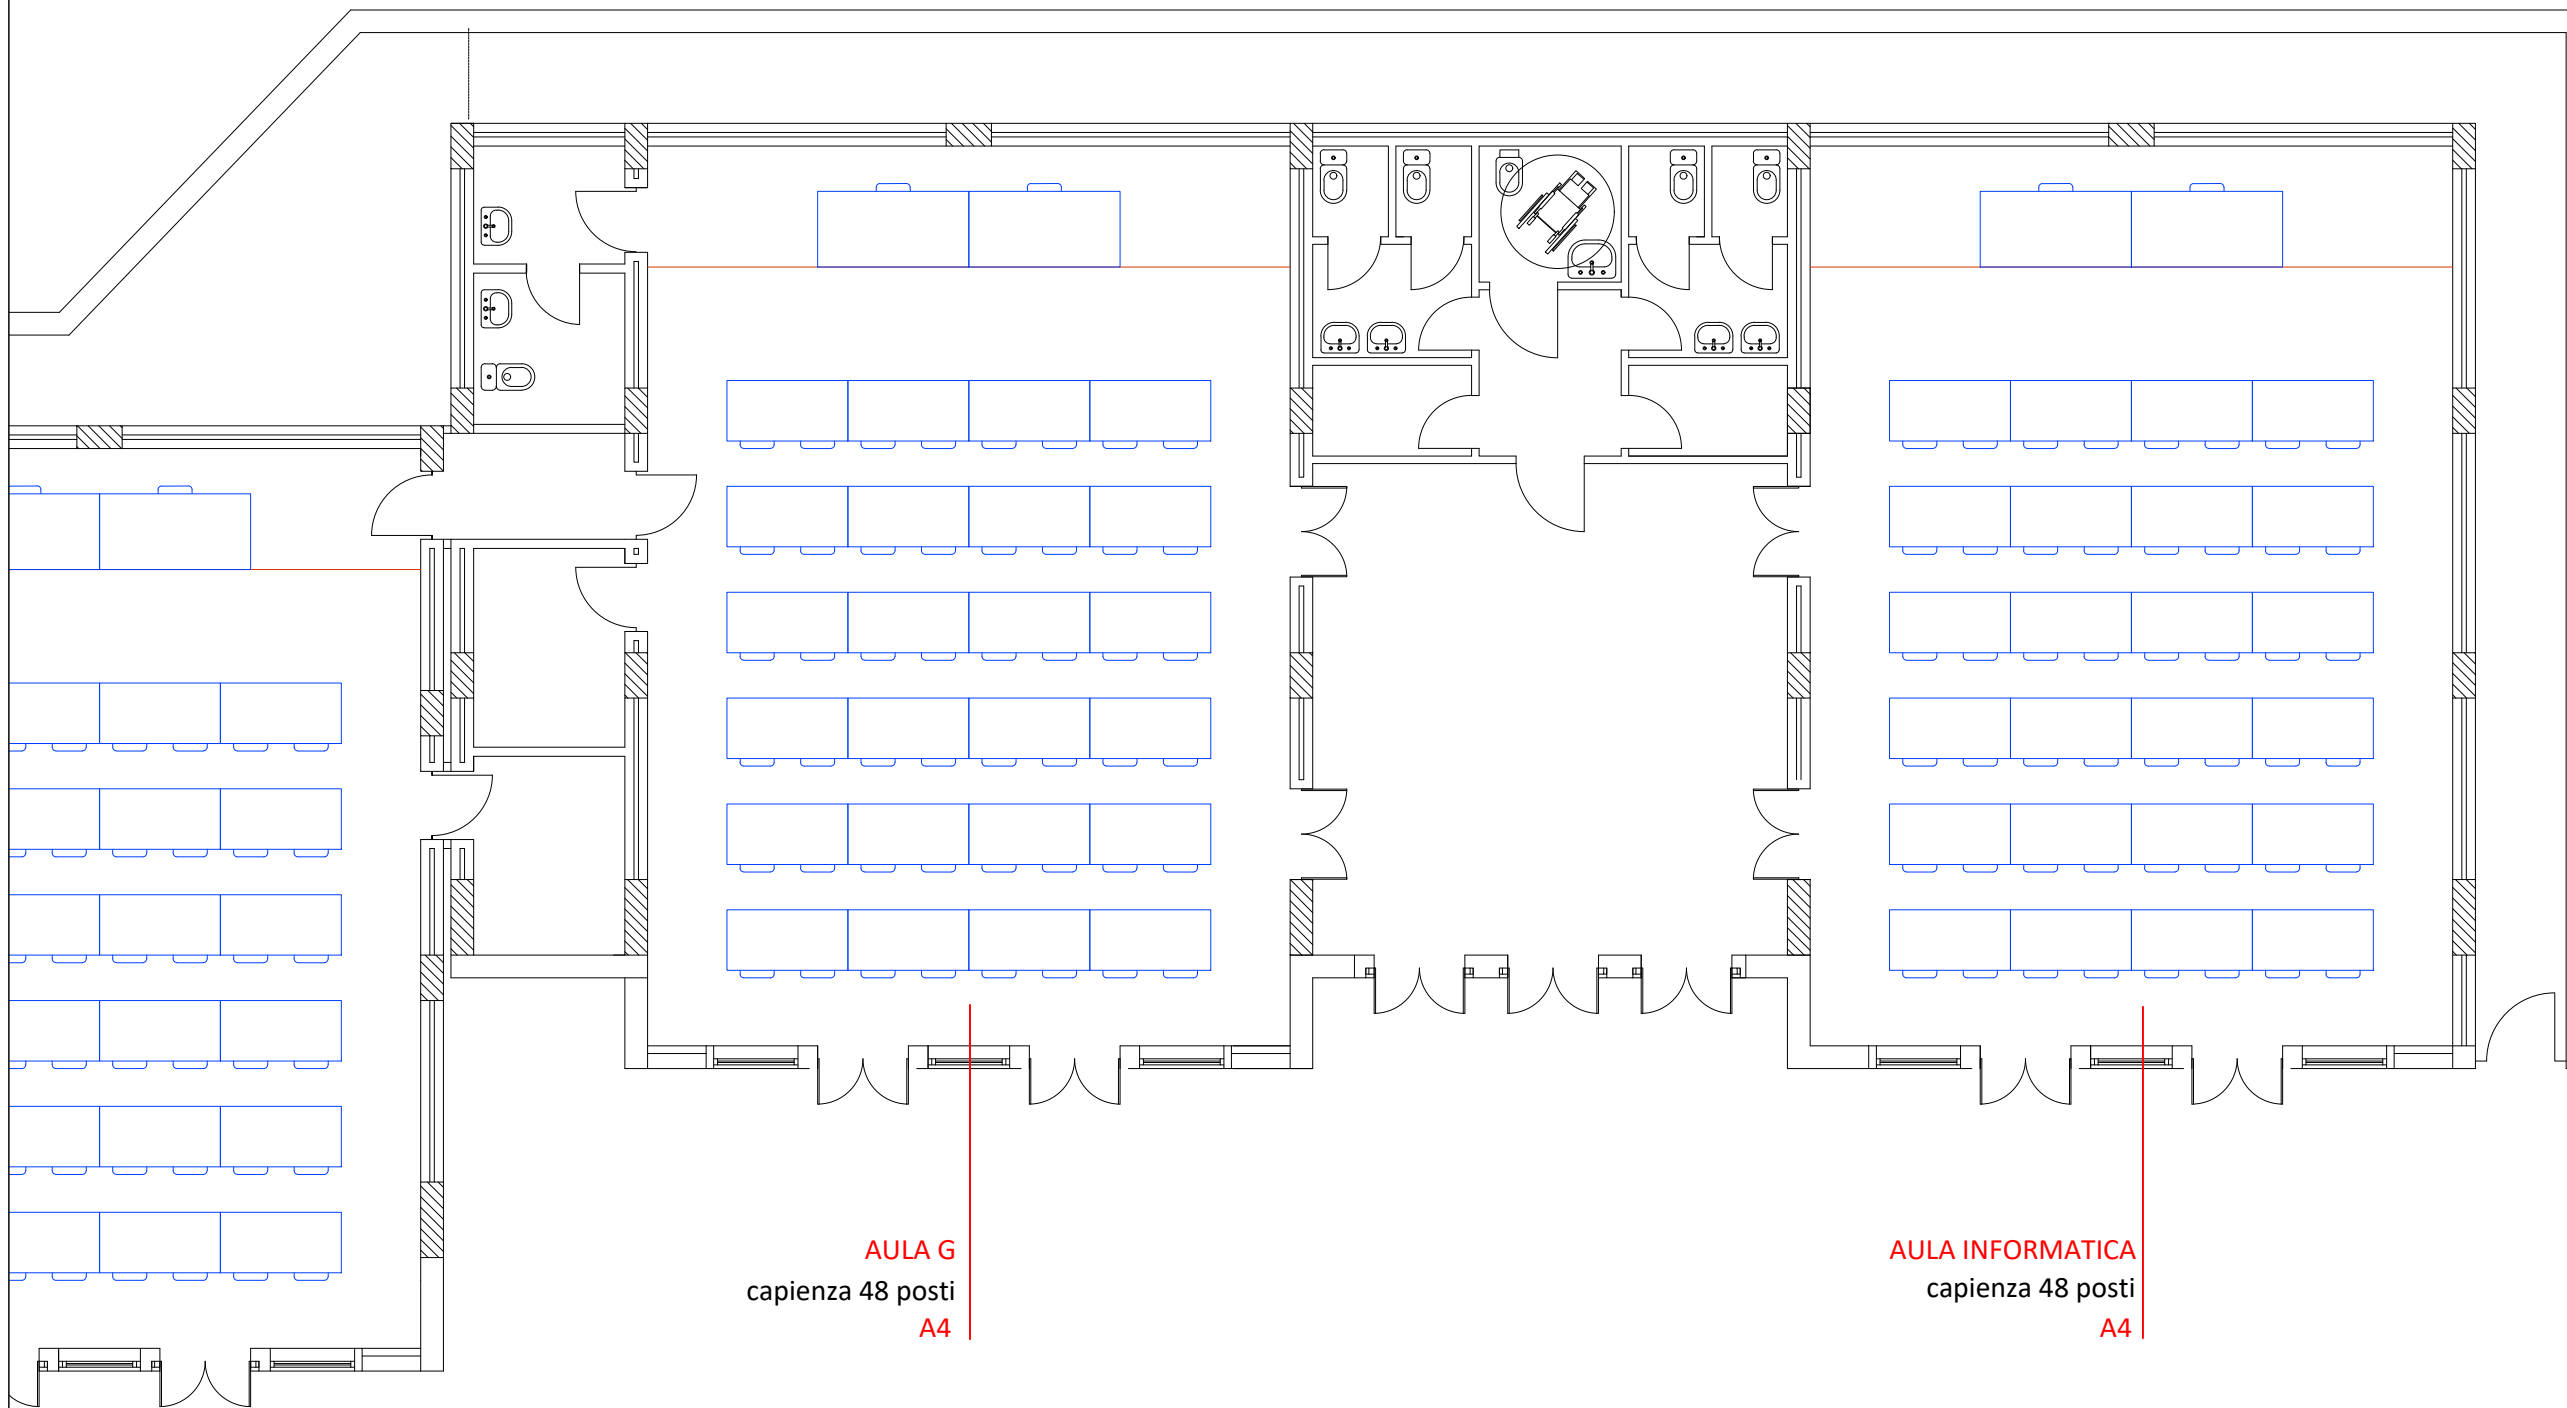 AULA G
capienza 48 posti
A4
AULA INFORMATICA
capienza 48 posti
A4